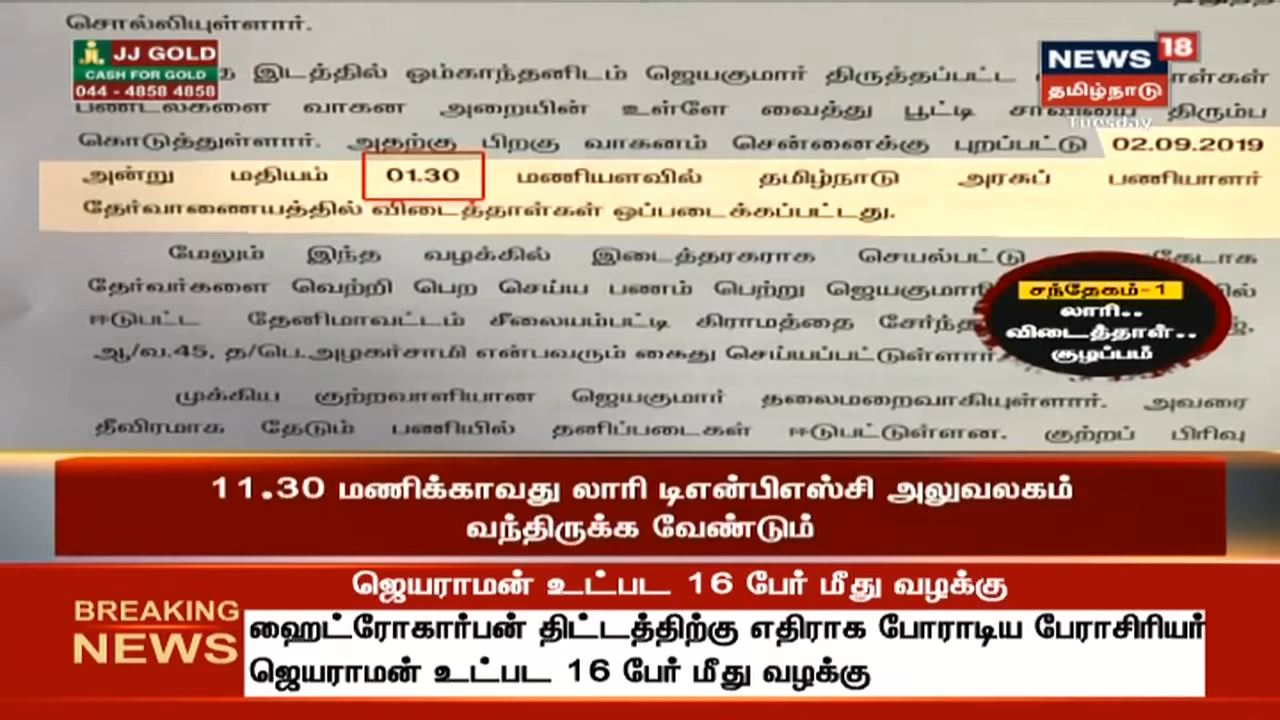 சொல்லியுள்ளார்.
JJ GOLD
CASH FOR GOLD
044 - 4858 4858
NEWS 18
தமிழ்நாடு
Tuesday
இடத்தில் ஓம்காந்தனிடம் ஜெயகுமார் திருத்தப்பட்ட
பண்டல்களை வாகன அறையின் உள்ளே வைத்து பூட்டி சாவியை திரும்ப
கொடுத்துள்ளார். அதற்கு பிறகு வாகனம் சென்னைக்கு புறப்பட்டு 02.09.2019
அன்று மதியம் 01.30 மணியளவில் தமிழ்நாடு அரசுப் பணியாளர்
தேர்வாணையத்தில் விடைத்தாள்கள் ஒப்படைக்கப்பட்டது.
மேலும் இந்த வழக்கில் இடைத்தரகராக செயல்பட்டு
தேர்வர்களை வெற்றி பெற செய்ய பணம் பெற்று
ஈடுபட்ட தேனிமாவட்டம் சீலையம்பட்டி கிராமத்தை
ஆ/வ.45, த/பெ.அழகர்சாமி என்பவரும் கைது செய்யப்பட்டுள்ளார்
சந்தேகம்-1
லாரி..
விடைத்தாள்..
குழப்பம்
முக்கிய குற்றவாளியான ஜெயகுமார் தலைமறைவாகியுள்ளார். அவரை
தீவிரமாக தேடும் பணியில் தனிப்படைகள் ஈடுபட்டுள்ளன. குற்றப் பிரிவு
11.30 மணிக்காவது லாரி டிஎன்பிஎஸ்சி அலுவலகம்
வந்திருக்க வேண்டும்
BREAKING
NEWS
ஜெயராமன் உட்பட 16 பேர் மீது வழக்கு
ஹைட்ரோகார்பன் திட்டத்திற்கு எதிராக போராடிய பேராசிரியர்
ஜெயராமன் உட்பட 16 பேர் மீது வழக்கு